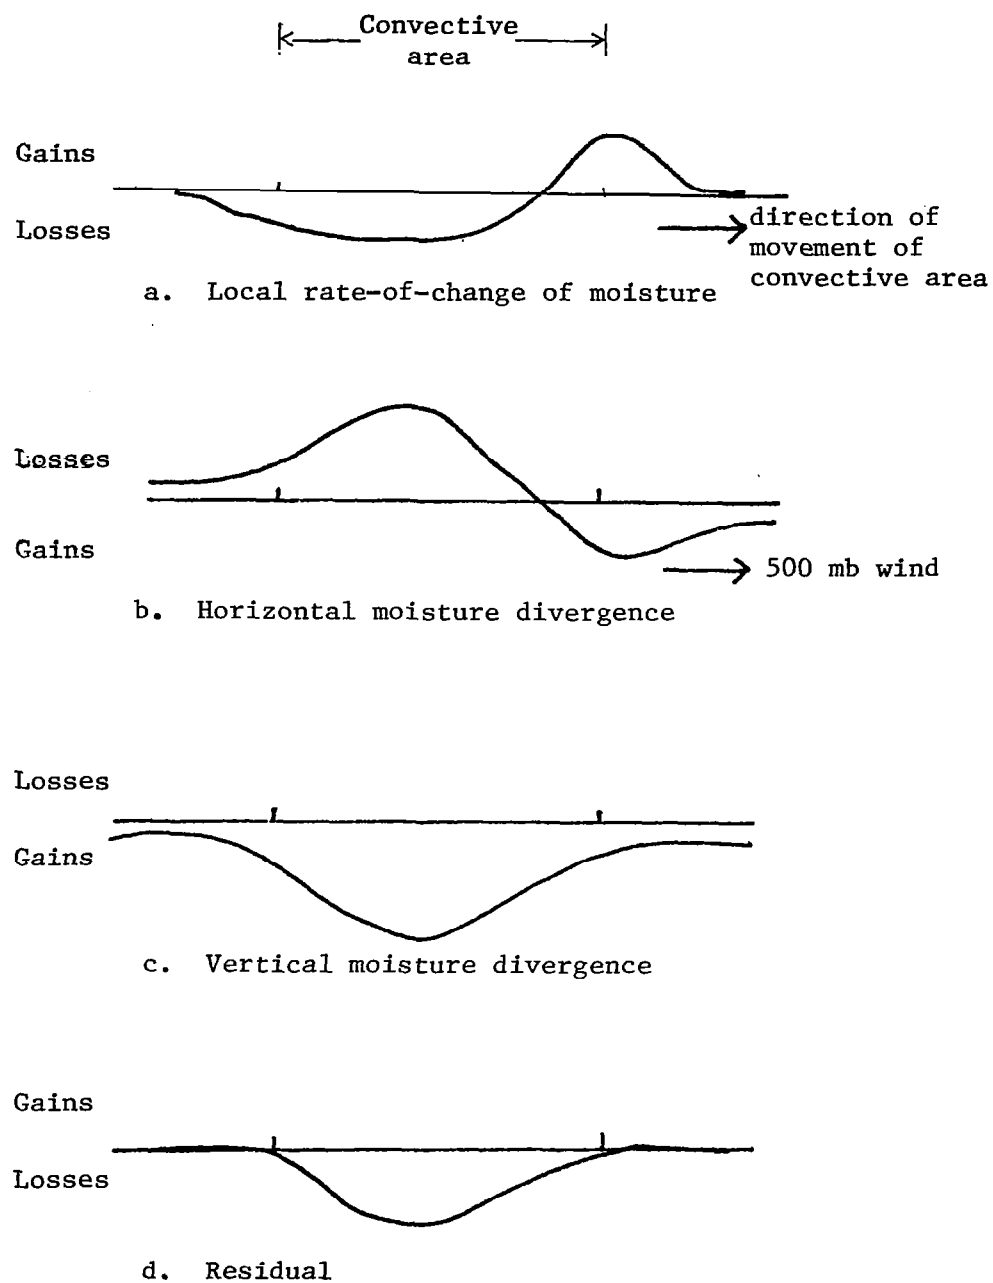 Convective
area
Gains
Losses
direction of
movement of
convective area
a. Local rate-of-change of moisture
Losses
Gains
500 mb wind
b. Horizontal moisture divergence
Losses
Gains
c. Vertical moisture divergence
Gains
Losses
d. Residual